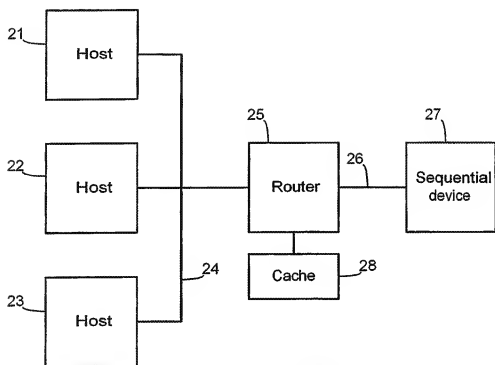 21
Host
25
27
22
Host
Router
26
Sequential
device
24
23
Host
Cache
28